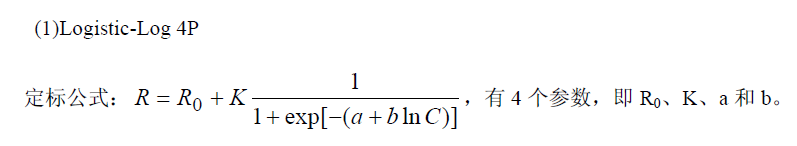 (1)Logistic-Log 4P
定标公式：R = R₀ + K 1/(1+exp[−(a+b ln C)])，有 4 个参数，即 R₀、K、a 和 b。